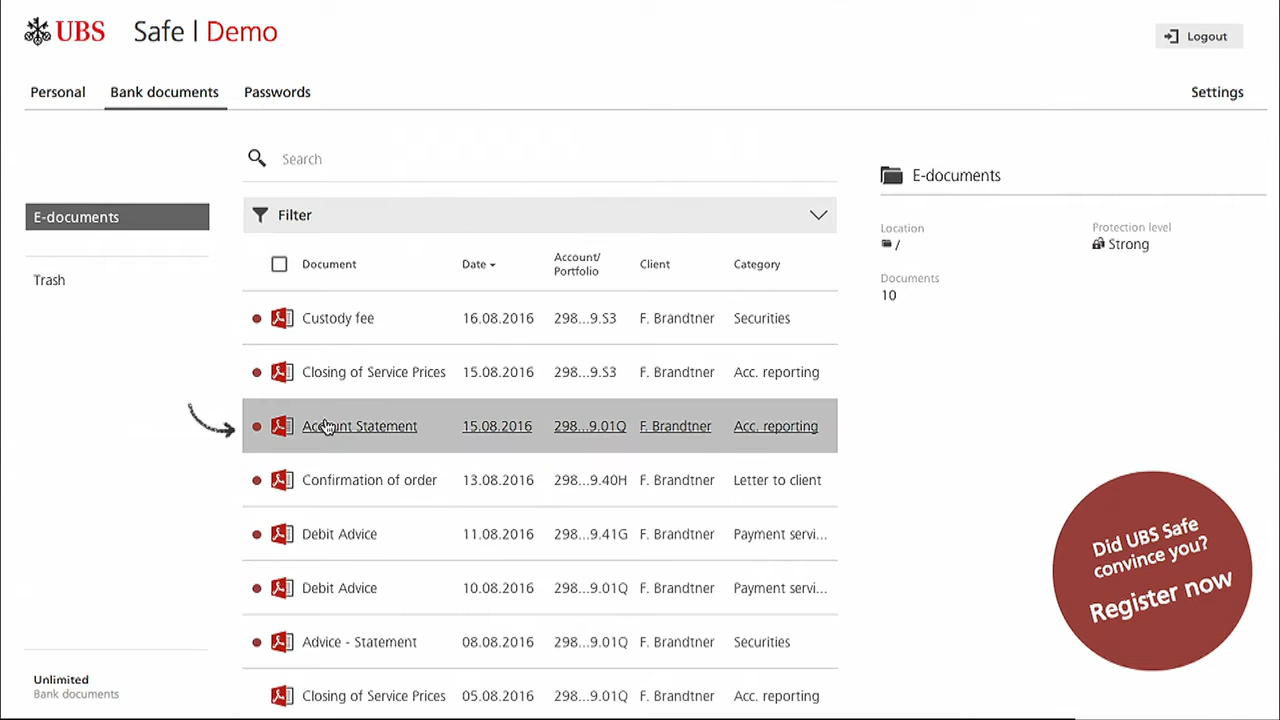 UBS Safe | Demo
Logout
Personal Bank documents Passwords Settings
Search
E-documents
Trash
Filter
Document Date Account/ Portfolio Client Category
Custody fee 16.08.2016 298...9.S3 F. Brandtner Securities
Closing of Service Prices 15.08.2016 298...9.S3 F. Brandtner Acc. reporting
Account Statement 15.08.2016 298...9.01Q F. Brandtner Acc. reporting
Confirmation of order 13.08.2016 298...9.40H F. Brandtner Letter to client
Debit Advice 11.08.2016 298...9.41G F. Brandtner Payment servi...
Debit Advice 10.08.2016 298...9.01Q F. Brandtner Payment servi...
Advice - Statement 08.08.2016 298...9.01Q F. Brandtner Securities
Closing of Service Prices 05.08.2016 298...9.01Q F. Brandtner Acc. reporting
Unlimited
Bank documents
E-documents
Location Protection level
/ Strong
Documents
10
Did UBS Safe
convince you?
Register now